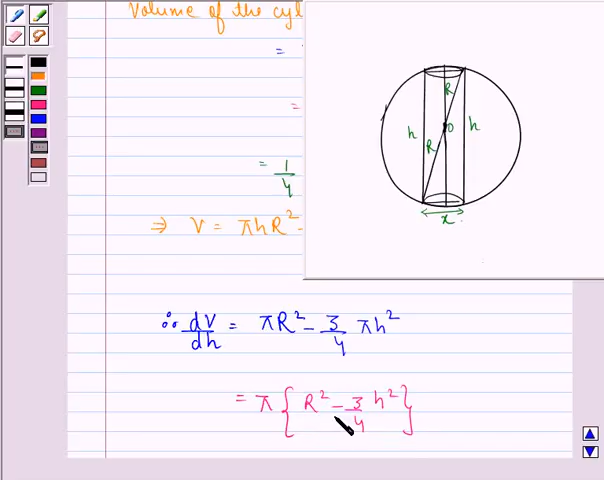 Volume of the cyl
=
=
= 1/4
⇒ V = πhR² -
R
h O h
R
x
∴ dV/dh = πR² - 3/4 πh²
= π { R² - 3/4 h² }